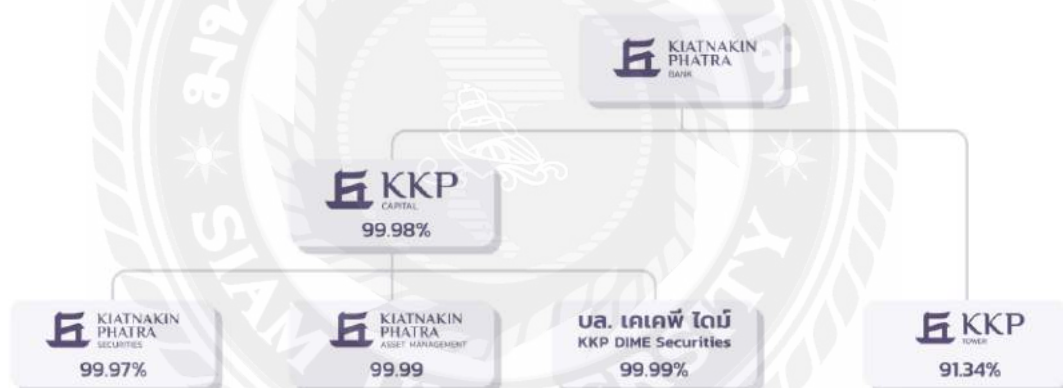 KIATNAKIN
PHATRA
BANK
KKP
CAPITAL
99.98%
KIATNAKIN
PHATRA
SECURITIES
99.97%
KIATNAKIN
PHATRA
ASSET MANAGEMENT
99.99
บล. เคเคพี ไดม์
KKP DIME Securities
99.99%
KKP
TOWER
91.34%
SIAM